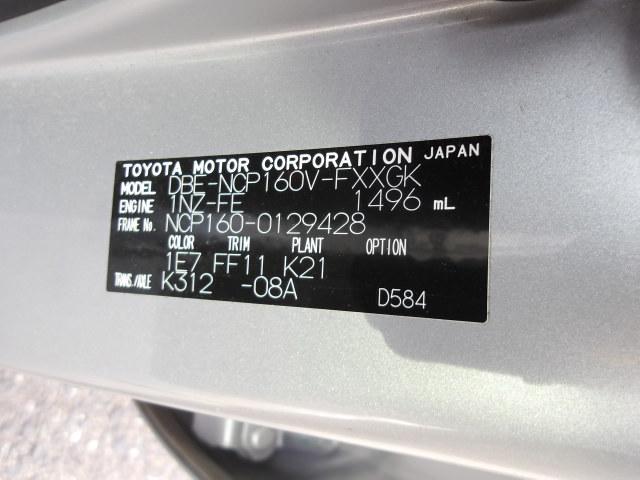 TOYOTA MOTOR CORPORATION JAPAN
MODEL DBE-NCP160V-FXXGK
ENGINE 1NZ-FE 1496 mL
FRAME No. NCP160-0129428
COLOR TRIM PLANT OPTION
1E7 FF11 K21
TRANS./AXLE K312 -08A
D584